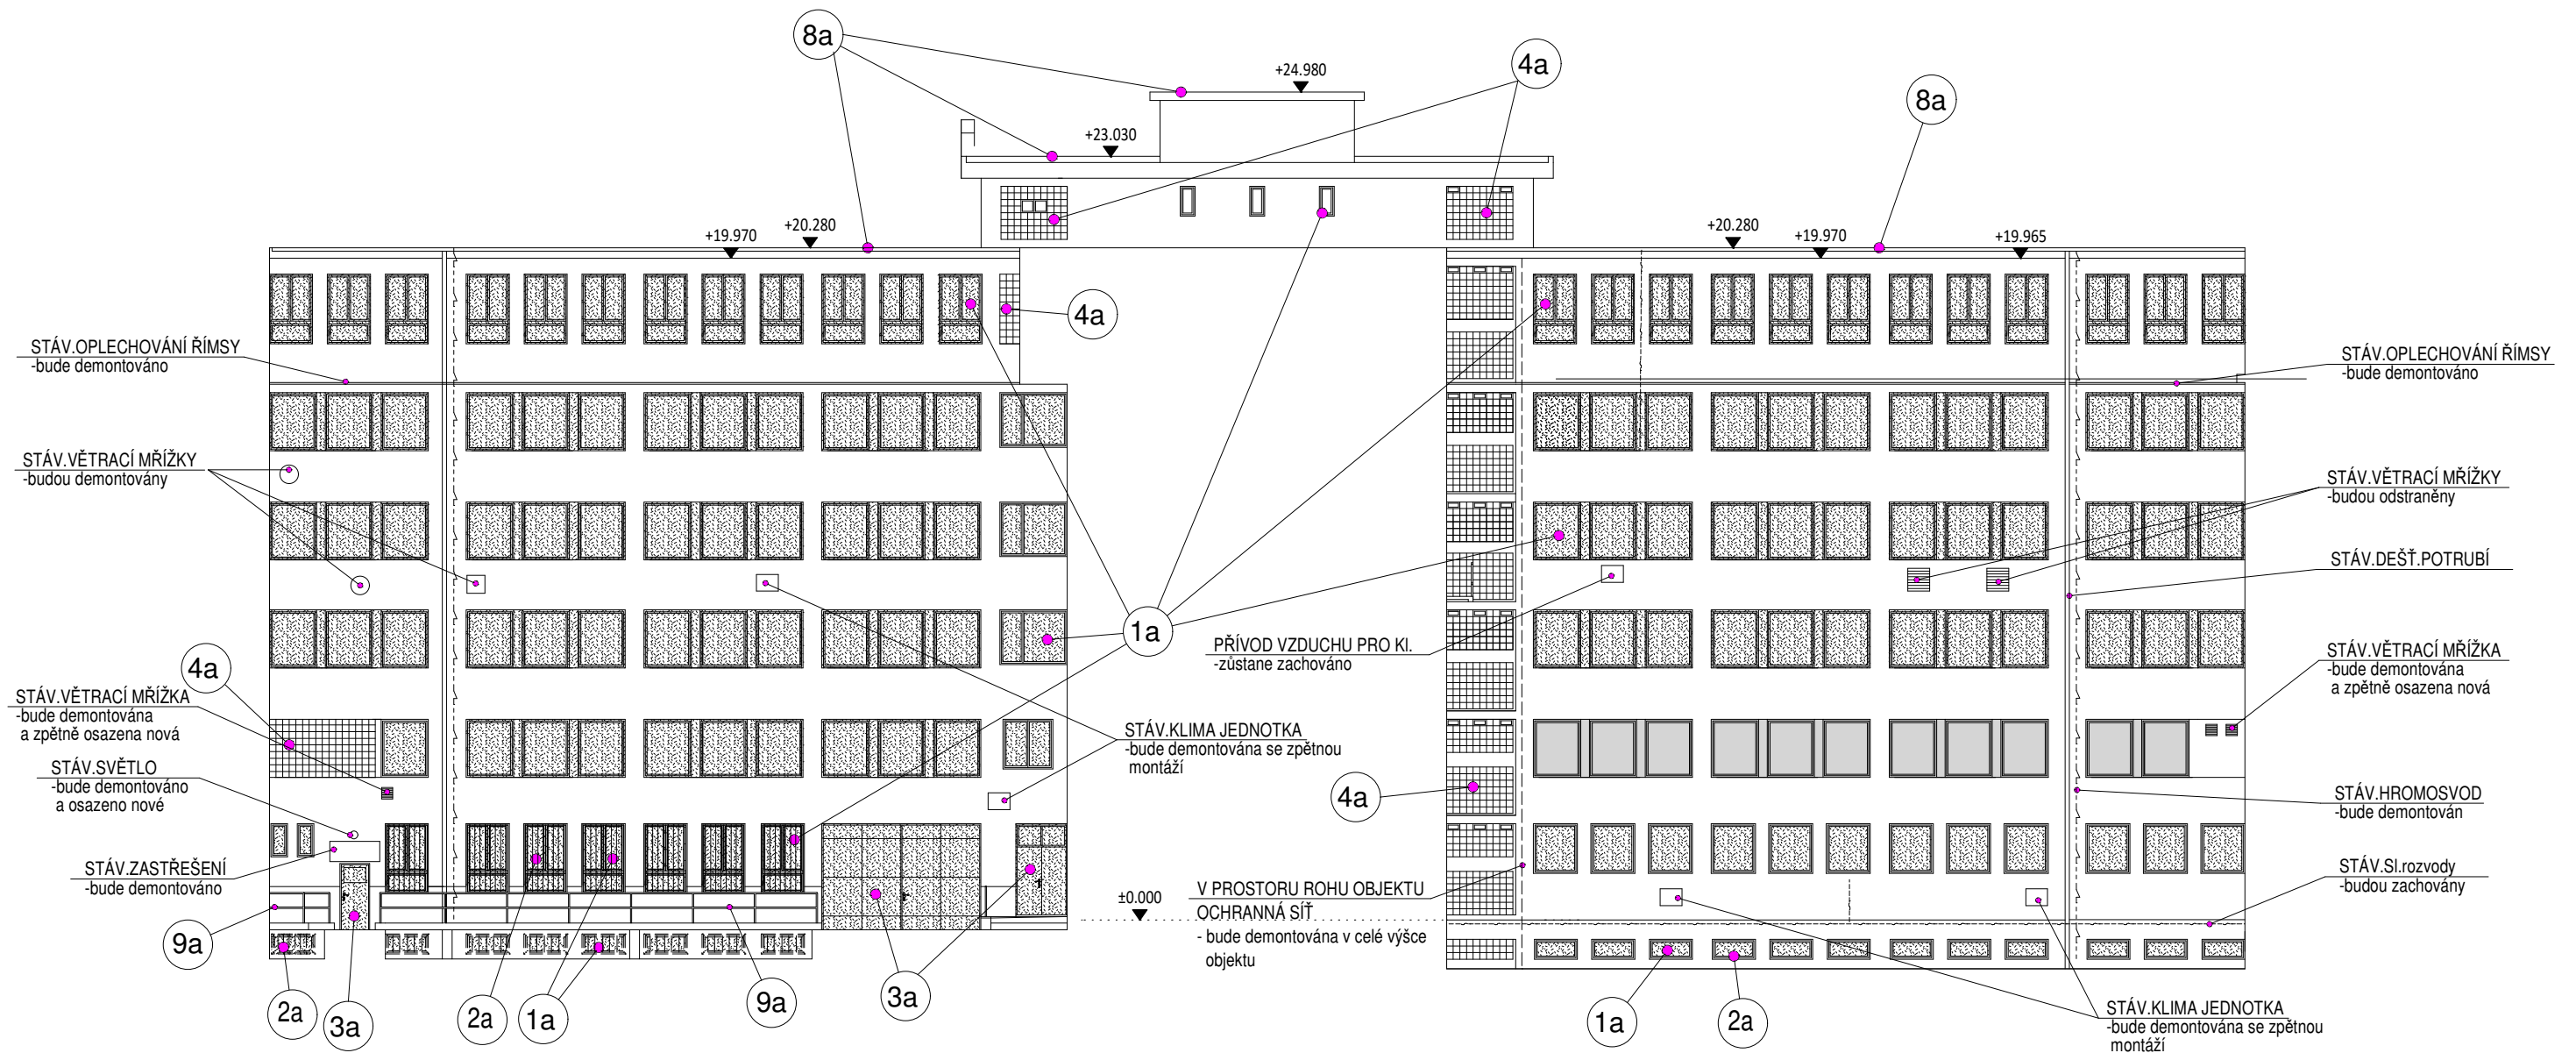 8a
+24.980
4a
8a
+23.030
+19.970
+20.280
+20.280
+19.970
+19.965
4a
STÁV.OPLECHOVÁNÍ ŘÍMSY
-bude demontováno
STÁV.OPLECHOVÁNÍ ŘÍMSY
-bude demontováno
STÁV.VĚTRACÍ MŘÍŽKY
-budou demontovány
STÁV.VĚTRACÍ MŘÍŽKY
-budou odstraněny
STÁV.DEŠŤ.POTRUBÍ
1a
PŘÍVOD VZDUCHU PRO KI.
-zůstane zachováno
4a
STÁV.VĚTRACÍ MŘÍŽKA
-bude demontována
a zpětně osazena nová
STÁV.VĚTRACÍ MŘÍŽKA
-bude demontována
a zpětně osazena nová
STÁV.KLIMA JEDNOTKA
-bude demontována se zpětnou
montáží
STÁV.SVĚTLO
-bude demontováno
a osazeno nové
4a
STÁV.HROMOSVOD
-bude demontován
STÁV.ZASTŘEŠENÍ
-bude demontováno
STÁV.Sl.rozvody
-budou zachovány
±0.000
V PROSTORU ROHU OBJEKTU
OCHRANNÁ SÍŤ
- bude demontována v celé výšce
objektu
9a
2a
3a
2a
1a
9a
3a
1a
2a
STÁV.KLIMA JEDNOTKA
-bude demontována se zpětnou
montáží